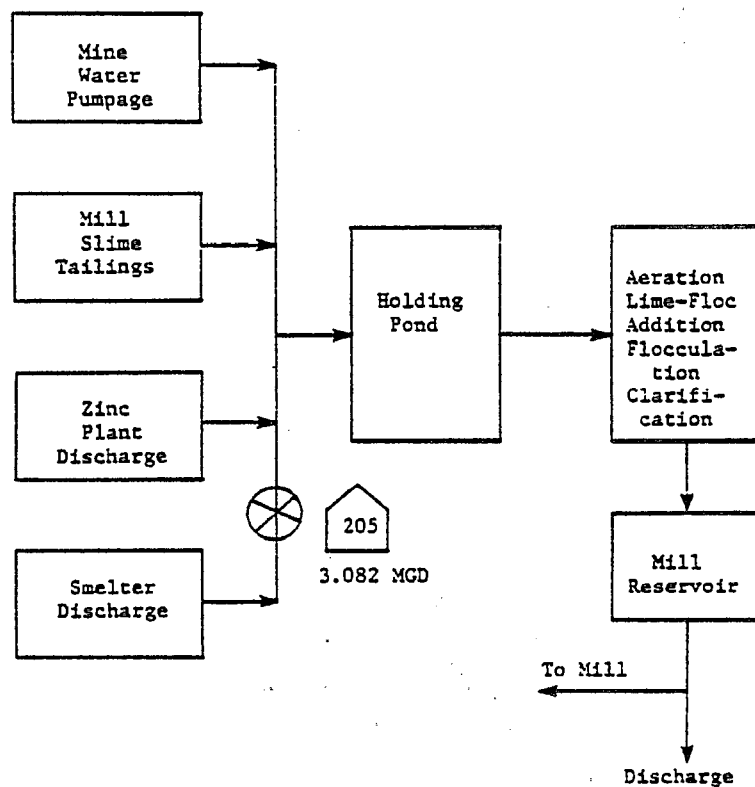 Mine
Water
Pumpage
Mill
Slime
Tailings
Zinc
Plant
Discharge
Smelter
Discharge
205
3.082 MGD
Holding
Pond
Aeration
Lime-Floc
Addition
Floccula-
tion
Clarifi-
cation
Mill
Reservoir
To Mill
Discharge